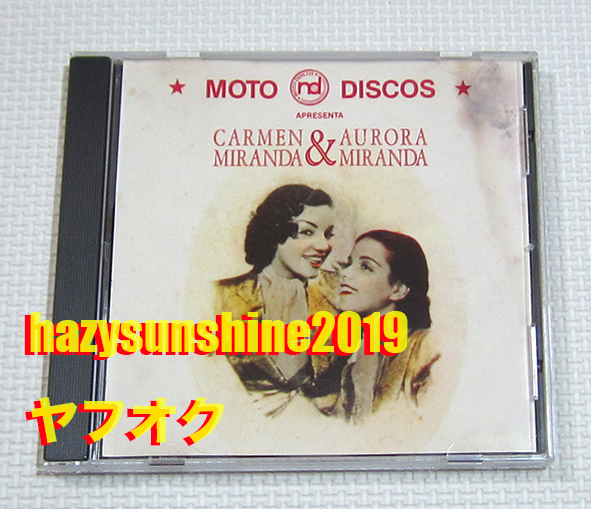 ★ MOTO nd DISCOS ★
APRESENTA
CARMEN & AURORA
MIRANDA MIRANDA
hazysunshine2019
ヤフオク